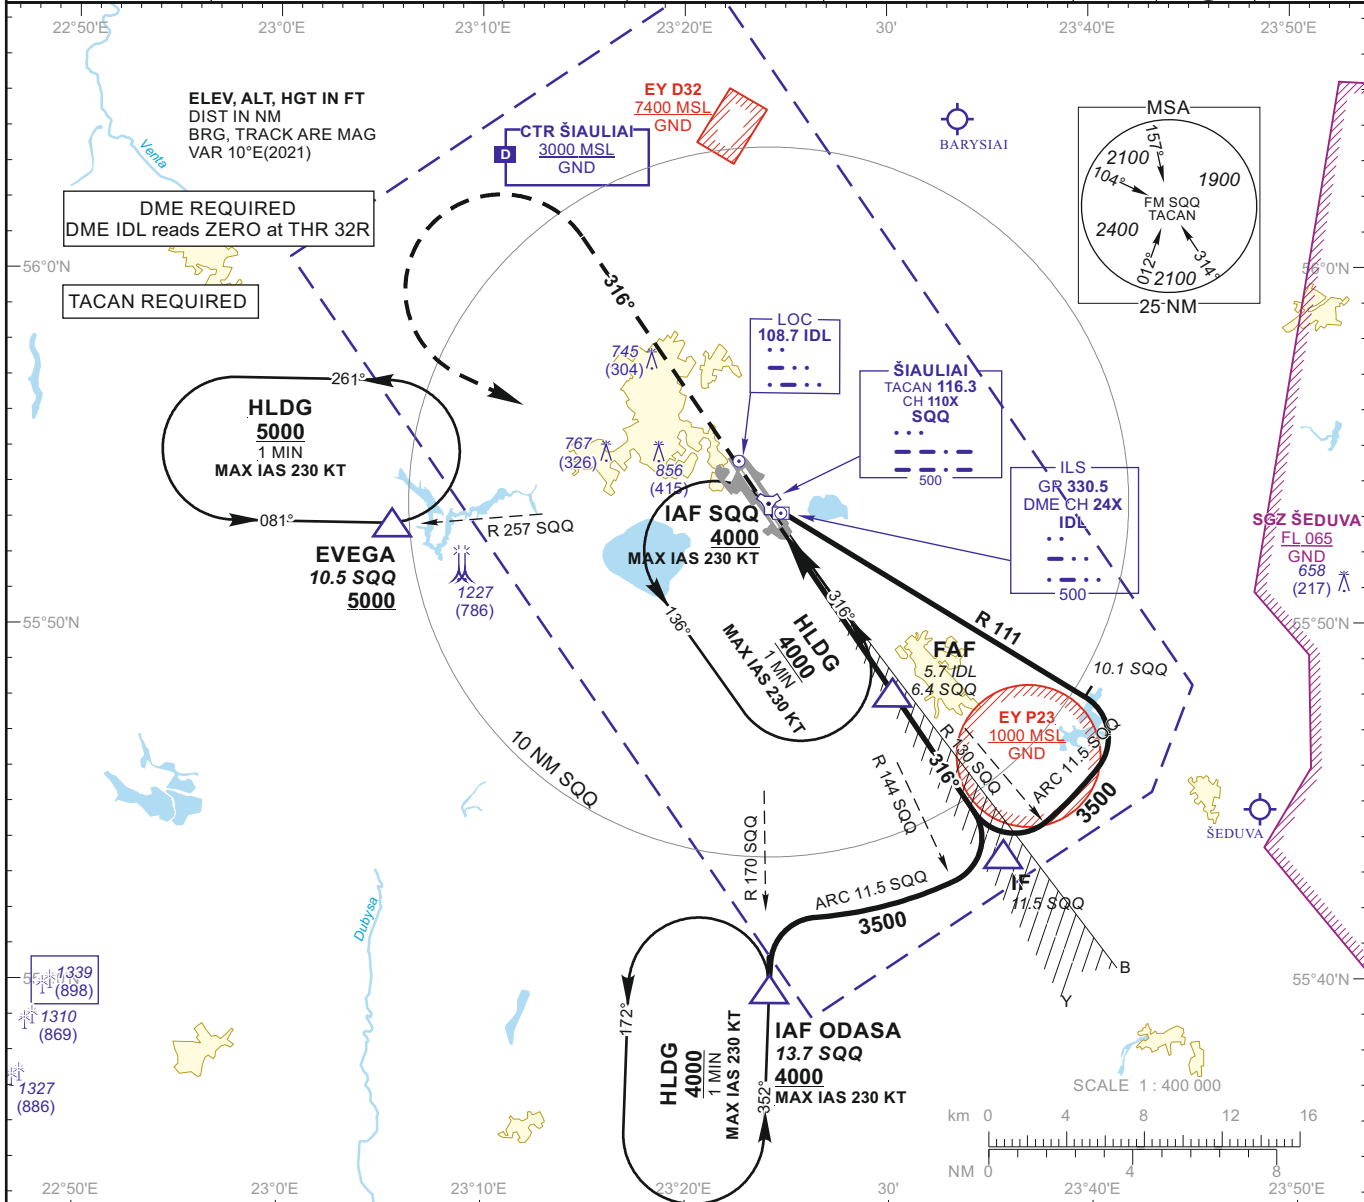 22°50'E
23°0'E
23°10'E
23°20'E
30'
23°40'E
23°50'E
ELEV, ALT, HGT IN FT
DIST IN NM
BRG, TRACK ARE MAG
VAR 10°E(2021)
Venta
DME REQUIRED
DME IDL reads ZERO at THR 32R
TACAN REQUIRED
EY D32
7400 MSL
GND
CTR ŠIAULIAI
D
3000 MSL
GND
BARYSIAI
MSA
157°
2100
104°
1900
FM SQQ
TACAN
2400
012°
2100
314°
25 NM
56°0'N
56°0'N
316°
LOC
108.7 IDL
745
(304)
767
(326)
856
(415)
ŠIAULIAI
TACAN 116.3
CH 110X
SQQ
500
ILS
GP 330.5
DME CH 24X
IDL
500
261°
HLDG
5000
1 MIN
MAX IAS 230 KT
081°
EVEGA
10.5 SQQ
5000
R 257 SQQ
1227
(786)
IAF SQQ
4000
MAX IAS 230 KT
136°
HLDG
4000
1 MIN
MAX IAS 230 KT
316°
R 111
SGZ ŠEDUVA
FL 065
GND
658
(217)
55°50'N
55°50'N
FAF
5.7 IDL
6.4 SQQ
10.1 SQQ
EY P23
1000 MSL
GND
R 130 SQQ
ARC 11.5 SQQ
3500
316°
R 144 SQQ
10 NM SQQ
R 170 SQQ
ŠEDUVA
ARC 11.5 SQQ
3500
IF
11.5 SQQ
B
Y
Dubysa
1339
(898)
1310
(869)
1327
(886)
55°40'N
172°
HLDG
4000
1 MIN
MAX IAS 230 KT
352°
IAF ODASA
13.7 SQQ
4000
MAX IAS 230 KT
SCALE 1 : 400 000
km 0 4 8 12 16
NM 0 4 8
22°50'E
23°0'E
23°10'E
23°20'E
30'
23°40'E
23°50'E